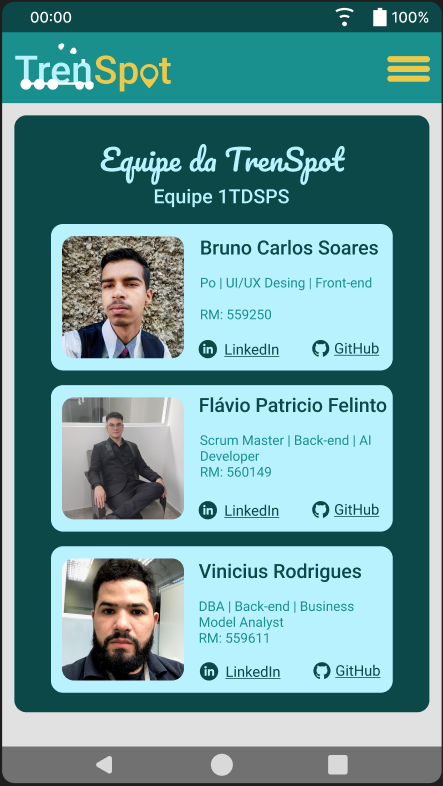 00:00 100%
TrenSpot
Equipe da TrenSpot
Equipe 1TDSPS
Bruno Carlos Soares
Po | UI/UX Desing | Front-end
RM: 559250
LinkedIn GitHub
Flávio Patricio Felinto
Scrum Master | Back-end | AI
Developer
RM: 560149
LinkedIn GitHub
Vinicius Rodrigues
DBA | Back-end | Business
Model Analyst
RM: 559611
LinkedIn GitHub